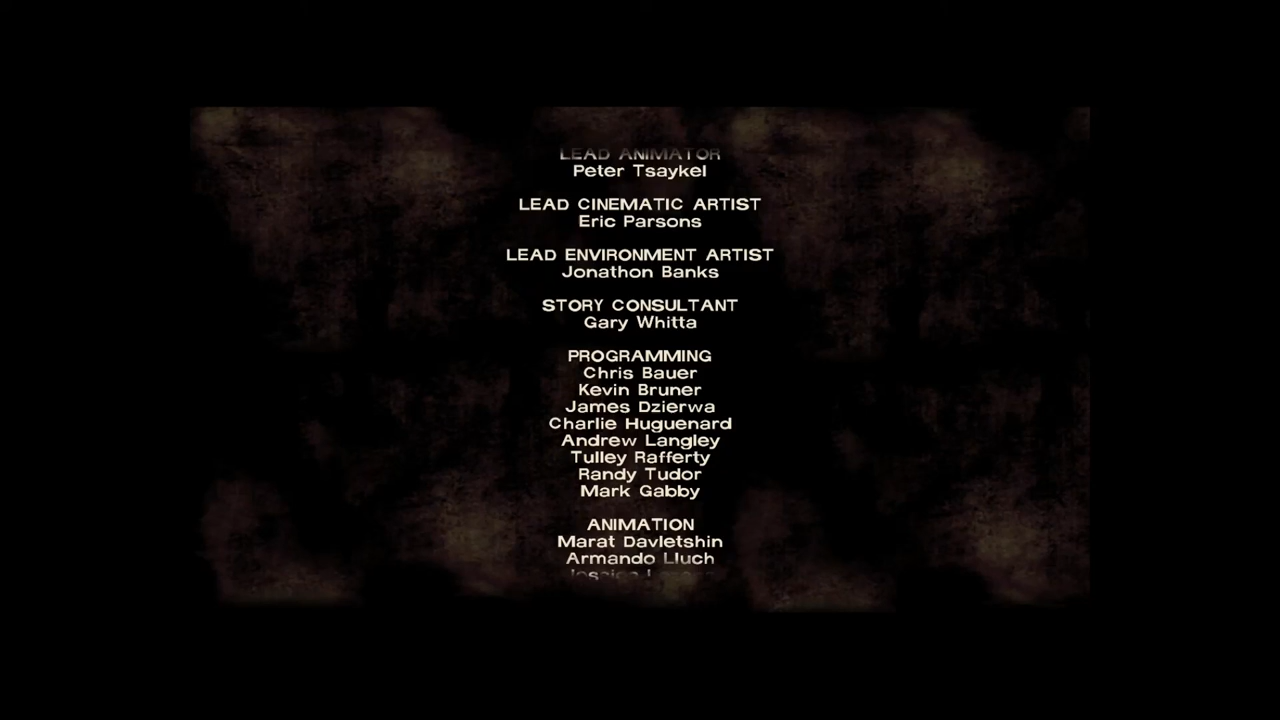 LEAD ANIMATOR
Peter Tsaykel
LEAD CINEMATIC ARTIST
Eric Parsons
LEAD ENVIRONMENT ARTIST
Jonathon Banks
STORY CONSULTANT
Gary Whitta
PROGRAMMING
Chris Bauer
Kevin Bruner
James Dzierwa
Charlie Huguenard
Andrew Langley
Tulley Rafferty
Randy Tudor
Mark Gabby
ANIMATION
Marat Davletshin
Armando Lluch